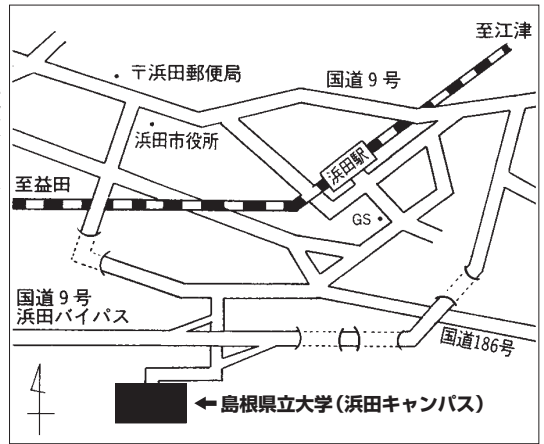 至江津
〒浜田郵便局
国道9号
浜田市役所
浜田駅
至益田
GS
国道9号
浜田バイパス
国道186号
←島根県立大学(浜田キャンパス)